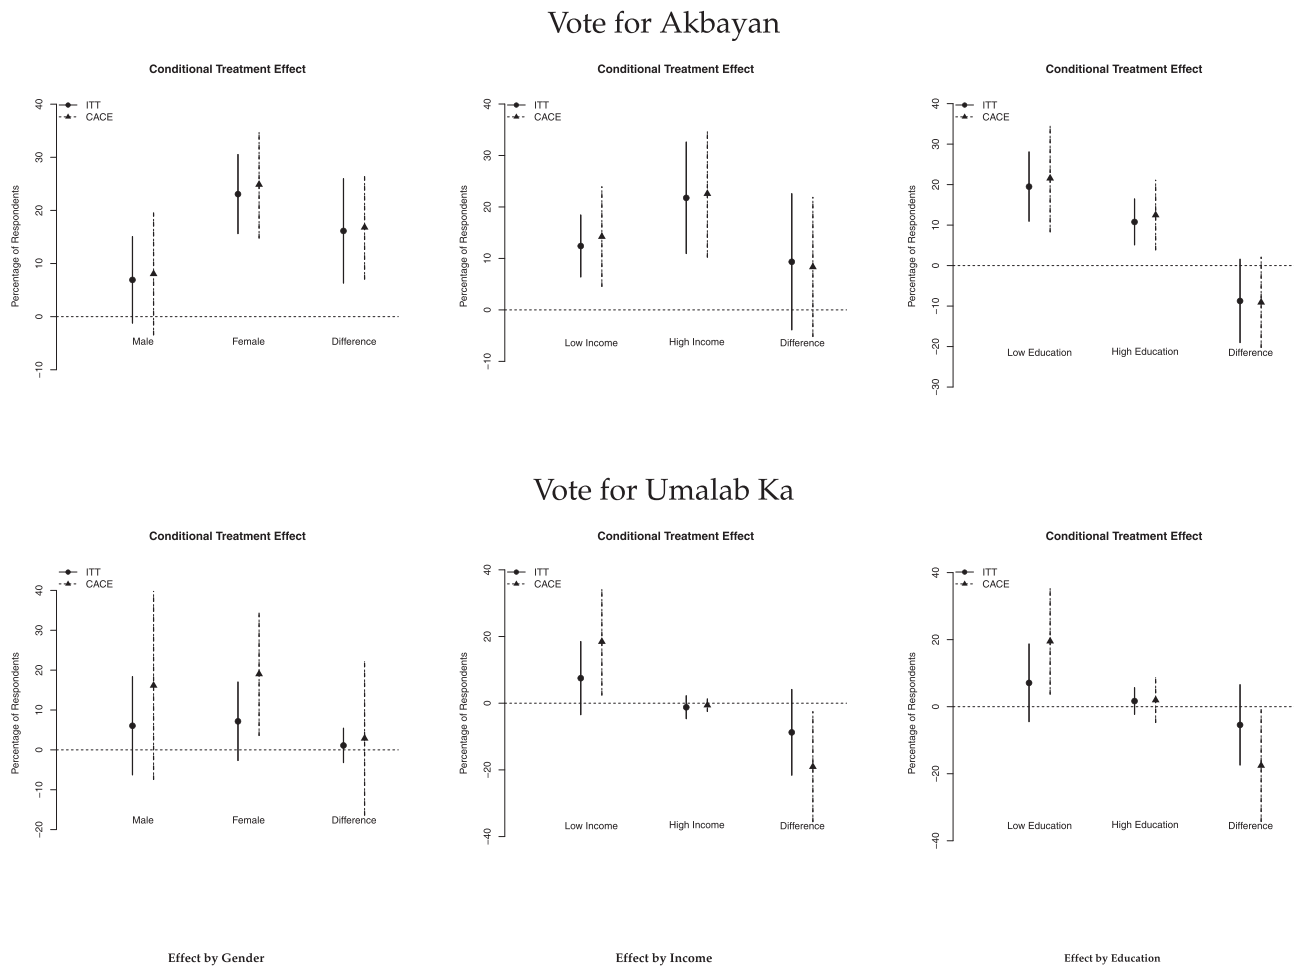 Vote for Akbayan
Conditional Treatment Effect
ITT
CACE
Percentage of Respondents
40
30
20
10
0
−10
Male Female Difference
Conditional Treatment Effect
ITT
CACE
Percentage of Respondents
40
30
20
10
0
−10
Low Income High Income Difference
Conditional Treatment Effect
ITT
CACE
Percentage of Respondents
40
30
20
10
0
−10
−20
−30
Low Education High Education Difference
Vote for Umalab Ka
Conditional Treatment Effect
ITT
CACE
Percentage of Respondents
40
30
20
10
0
−10
−20
Male Female Difference
Conditional Treatment Effect
ITT
CACE
Percentage of Respondents
40
20
0
−20
−40
Low Income High Income Difference
Conditional Treatment Effect
ITT
CACE
Percentage of Respondents
40
20
0
−20
−40
Low Education High Education Difference
Effect by Gender Effect by Income Effect by Education